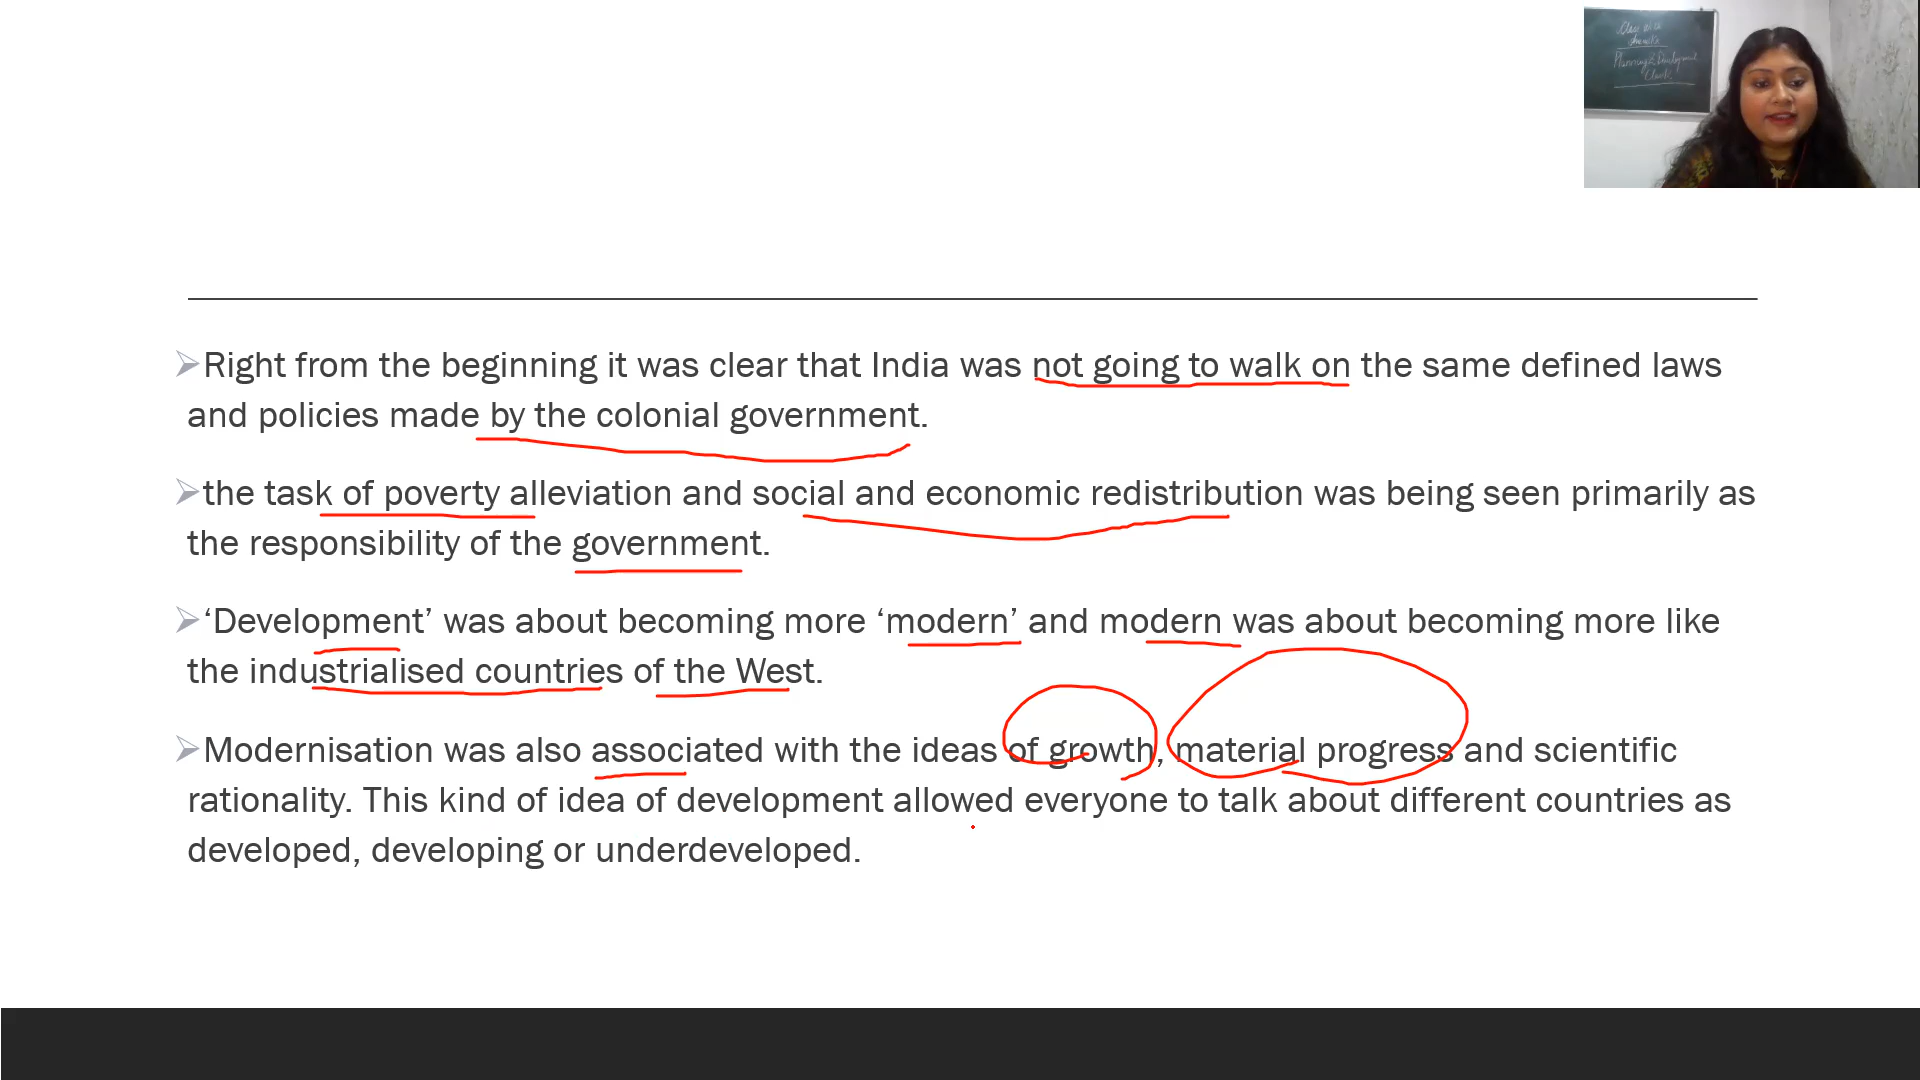 Class with
Planning & Development
Right from the beginning it was clear that India was not going to walk on the same defined laws
and policies made by the colonial government.
the task of poverty alleviation and social and economic redistribution was being seen primarily as
the responsibility of the government.
‘Development’ was about becoming more ‘modern’ and modern was about becoming more like
the industrialised countries of the West.
Modernisation was also associated with the ideas of growth, material progress and scientific
rationality. This kind of idea of development allowed everyone to talk about different countries as
developed, developing or underdeveloped.